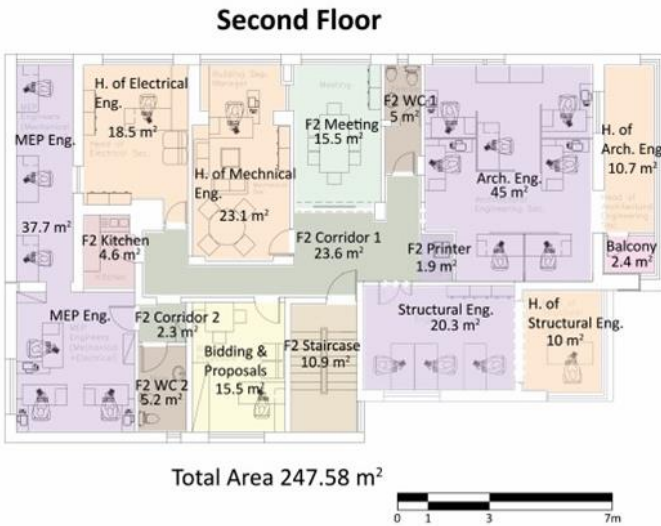 Second Floor
H. of Electrical
Eng.
18.5 m²
MEP Eng.
37.7 m²
H. of Mechnical
Eng.
23.1 m²
Meeting
F2 Meeting
15.5 m²
F2 WC 1
5 m²
Arch. Eng.
45 m²
H. of
Arch. Eng.
10.7 m²
Balcony
2.4 m²
F2 Kitchen
4.6 m²
F2 Corridor 1
23.6 m²
F2 Printer
1.9 m²
MEP Eng.
F2 Corridor 2
2.3 m²
F2 WC 2
5.2 m²
Bidding &
Proposals
15.5 m²
F2 Staircase
10.9 m²
Structural Eng.
20.3 m²
H. of
Structural Eng.
10 m²
Total Area 247.58 m²
0 1 3 7m